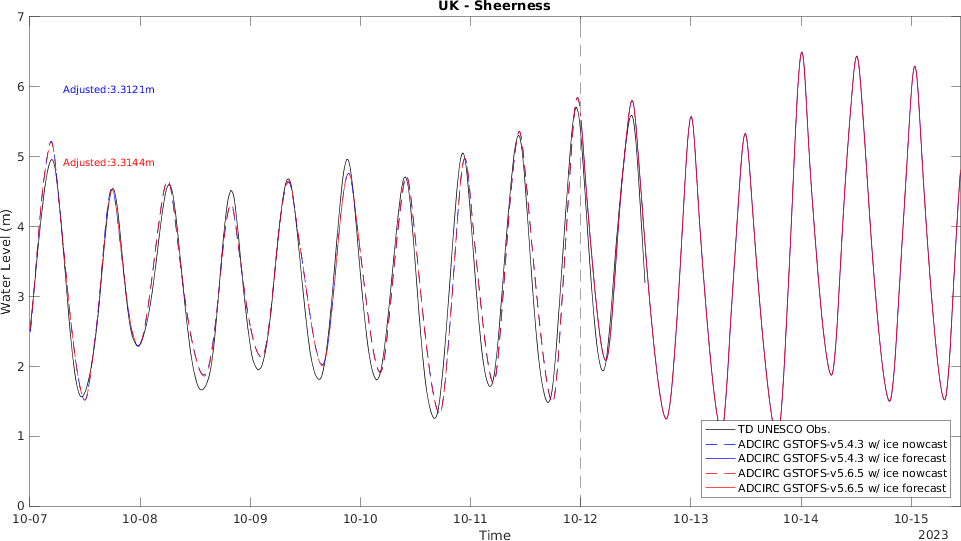 UK - Sheerness
7
6
5
4
3
2
1
0
Water Level (m)
Adjusted:3.3121m
Adjusted:3.3144m
TD UNESCO Obs.
ADCIRC GSTOFS-v5.4.3 w/ ice nowcast
ADCIRC GSTOFS-v5.4.3 w/ ice forecast
ADCIRC GSTOFS-v5.6.5 w/ ice nowcast
ADCIRC GSTOFS-v5.6.5 w/ ice forecast
10-07 10-08 10-09 10-10 10-11 10-12 10-13 10-14 10-15
Time
2023